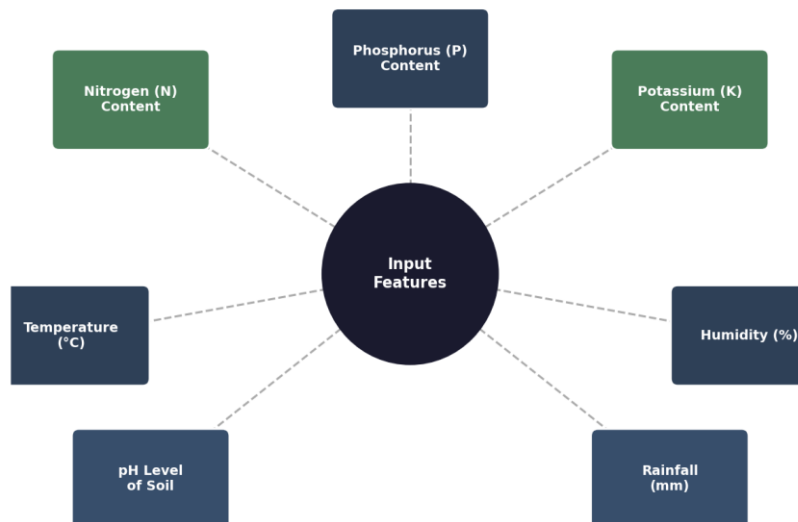 Phosphorus (P)
Content
Nitrogen (N)
Content
Potassium (K)
Content
Input
Features
Temperature
(°C)
Humidity (%)
pH Level
of Soil
Rainfall
(mm)